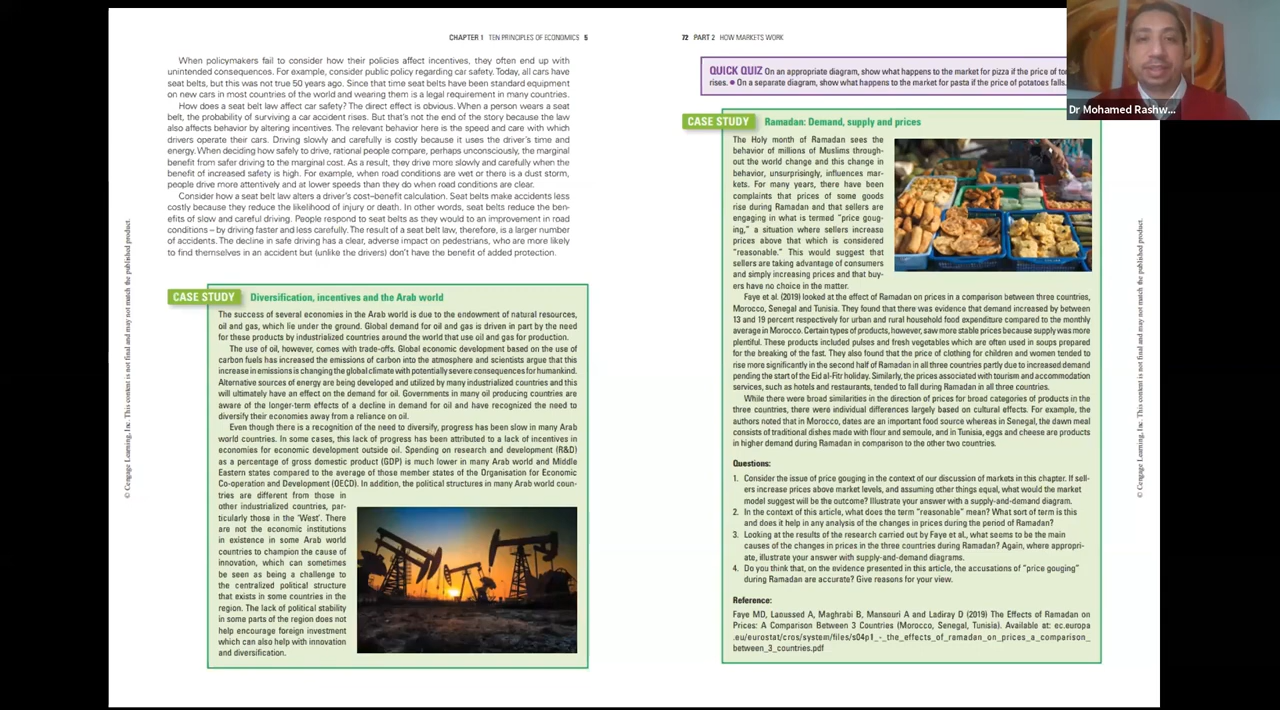 CHAPTER 1 TEN PRINCIPLES OF ECONOMICS 5
When policymakers fail to consider how their policies affect incentives, they often end up with
unintended consequences. For example, consider public policy regarding car safety. Today, all cars have
seat belts, but this was not true 50 years ago. Since that time seat belts have been standard equipment
on new cars in most countries of the world and wearing them is a legal requirement in many countries.
How does a seat belt law affect car safety? The direct effect is obvious. When a person wears a seat
belt, the probability of surviving a car accident rises. But that's not the end of the story because the law
also affects behavior by altering incentives. The relevant behavior here is the speed and care with which
drivers operate their cars. Driving slowly and carefully is costly because it uses the driver's time and
energy. When deciding how safely to drive, rational people compare, perhaps unconsciously, the marginal
benefit from safer driving to the marginal cost. As a result, they drive more slowly and carefully when the
benefit of increased safety is high. For example, when road conditions are wet or there is a dust storm,
people drive more attentively and at lower speeds than they do when road conditions are clear.
Consider how a seat belt law alters a driver's cost–benefit calculation. Seat belts make accidents less
costly because they reduce the likelihood of injury or death. In other words, seat belts reduce the ben-
efits of slow and careful driving. People respond to seat belts as they would to an improvement in road
conditions – by driving faster and less carefully. The result of a seat belt law, therefore, is a larger number
of accidents. The decline in safe driving has a clear, adverse impact on pedestrians, who are more likely
to find themselves in an accident but (unlike the drivers) don't have the benefit of added protection.
CASE STUDY Diversification, incentives and the Arab world
The success of several economies in the Arab world is due to the endowment of natural resources,
oil and gas, which lie under the ground. Global demand for oil and gas is driven in part by the need
for these products by industrialized countries around the world that use oil and gas for production.
The use of oil, however, comes with trade-offs. Global economic development based on the use of
carbon fuels has increased the emissions of carbon into the atmosphere and scientists argue that this
increase in emissions is changing the global climate with potentially severe consequences for humankind.
Alternative sources of energy are being developed and utilized by many industrialized countries and this
will ultimately have an effect on the demand for oil. Governments in many oil producing countries are
aware of the longer-term effects of a decline in demand for oil and have recognized the need to
diversify their economies away from a reliance on oil.
Even though there is a recognition of the need to diversify, progress has been slow in many Arab
world countries. In some cases, this lack of progress has been attributed to a lack of incentives in
economies for economic development outside oil. Spending on research and development (R&D)
as a percentage of gross domestic product (GDP) is much lower in many Arab world and Middle
Eastern states compared to the average of those member states of the Organisation for Economic
Co-operation and Development (OECD). In addition, the political structures in many Arab world coun-
tries are different from those in
other industrialized countries, par-
ticularly those in the 'West'. There
are not the economic institutions
in existence in some Arab world
countries to champion the cause of
innovation, which can sometimes
be seen as being a challenge to
the centralized political structure
that exists in some countries in the
region. The lack of political stability
in some parts of the region does not
help encourage foreign investment
which can also help with innovation
and diversification.
© Cengage Learning, Inc. This content is not final and may not match the published product.
72 PART 2 HOW MARKETS WORK
QUICK QUIZ On an appropriate diagram, show what happens to the market for pizza if the price of
rises. ● On a separate diagram, show what happens to the market for pasta if the price of potatoes falls.
CASE STUDY Ramadan: Demand, supply and prices
The Holy month of Ramadan sees the
behavior of millions of Muslims through-
out the world change and this change in
behavior, unsurprisingly, influences mar-
kets. For many years, there have been
complaints that prices of some goods
rise during Ramadan and that sellers are
engaging in what is termed "price goug-
ing," a situation where sellers increase
prices above that which is considered
"reasonable." This would suggest that
sellers are taking advantage of consumers
and simply increasing prices and that buy-
ers have no choice in the matter.
Faye et al. (2019) looked at the effect of Ramadan on prices in a comparison between three countries,
Morocco, Senegal and Tunisia. They found that there was evidence that demand increased by between
13 and 19 percent respectively for urban and rural household food expenditure compared to the monthly
average in Morocco. Certain types of products, however, saw more stable prices because supply was more
plentiful. These products included pulses and fresh vegetables which are often used in soups prepared
for the breaking of the fast. They also found that the price of clothing for children and women tended to
rise more significantly in the second half of Ramadan in all three countries partly due to increased demand
pending the start of the Eid al-Fitr holiday. Similarly, the prices associated with tourism and accommodation
services, such as hotels and restaurants, tended to fall during Ramadan in all three countries.
While there were broad similarities in the direction of prices for broad categories of products in the
three countries, there were individual differences largely based on cultural effects. For example, the
authors noted that in Morocco, dates are an important food source whereas in Senegal, the dawn meal
consists of traditional dishes made with flour and semoule, and in Tunisia, eggs and cheese are products
in higher demand during Ramadan in comparison to the other two countries.
Questions:
1. Consider the issue of price gouging in the context of our discussion of markets in this chapter. If sell-
ers increase prices above market levels, and assuming other things equal, what would the market
model suggest will be the outcome? Illustrate your answer with a supply-and-demand diagram.
2. In the context of this article, what does the term "reasonable" mean? What sort of term is this
and does it help in any analysis of the changes in prices during the period of Ramadan?
3. Looking at the results of the research carried out by Faye et al., what seems to be the main
causes of the changes in prices in the three countries during Ramadan? Again, where appropri-
ate, illustrate your answer with supply-and-demand diagrams.
4. Do you think that, on the evidence presented in this article, the accusations of "price gouging"
during Ramadan are accurate? Give reasons for your view.
Reference:
Faye MD, Laoussed A, Maghrabi B, Mansouri A and Ladiray D (2019) The Effects of Ramadan on
Prices: A Comparison Between 3 Countries (Morocco, Senegal, Tunisia). Available at: ec.europa
.eu/eurostat/cros/system/files/s04p1_-_the_effects_of_ramadan_on_prices_a_comparison_
between_3_countries.pdf
© Cengage Learning, Inc. This content is not final and may not match the published product.
Dr Mohamed Rashw...